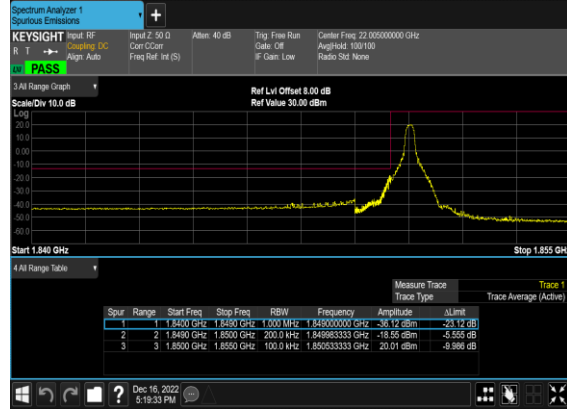 Spectrum Analyzer 1
Spurious Emissions
+
KEYSIGHT Input: RF Input Z: 50 Ω Atten: 40 dB Trig: Free Run Center Freq: 22.005000000 GHz
R T Coupling: DC Corr CCorr Gate: Off Avg|Hold: 100/100
Align: Auto Freq Ref: Int (S) IF Gain: Low Radio Std: None
PASS
3 All Range Graph
Ref Lvl Offset 8.00 dB
Scale/Div 10.0 dB Ref Value 30.00 dBm
Log
20.0
10.0
0.00
-10.0
-20.0
-30.0
-40.0
-50.0
-60.0
Start 1.840 GHz Stop 1.855 GH
4 All Range Table
Measure Trace Trace 1
Trace Type Trace Average (Active)
Spur Range Start Freq Stop Freq RBW Frequency Amplitude ΔLimit
1 1 1.8400 GHz 1.8490 GHz 1.000 MHz 1.849000000 GHz -36.12 dBm -23.12 dB
2 2 1.8490 GHz 1.8500 GHz 200.0 kHz 1.849983333 GHz -18.55 dBm -5.555 dB
3 3 1.8500 GHz 1.8550 GHz 100.0 kHz 1.850533333 GHz 20.01 dBm -9.986 dB
? Dec 16, 2022
5:19:33 PM